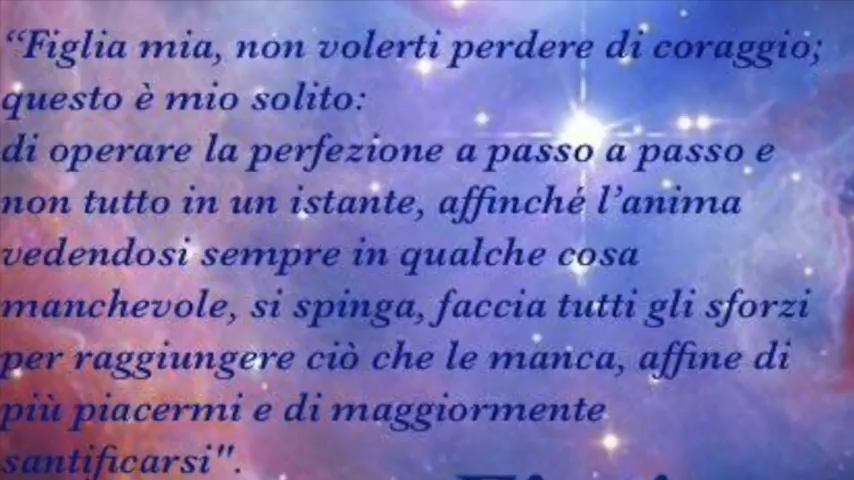 “Figlia mia, non volerti perdere di coraggio;
questo è mio solito:
di operare la perfezione a passo a passo e
non tutto in un istante, affinché l’anima
vedendosi sempre in qualche cosa
manchevole, si spinga, faccia tutti gli sforzi
per raggiungere ciò che le manca, affine di
più piacermi e di maggiormente
santificarsi".